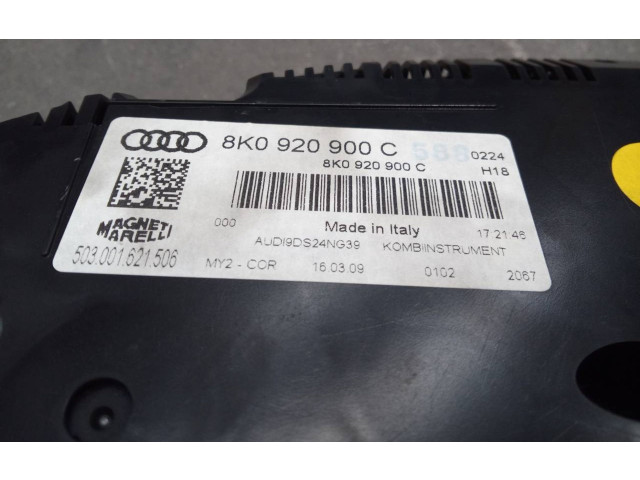 8K0 920 900 C 588 0224
8K0 920 900 C H18
000 Made in Italy 17:21:46
MAGNETI
MARELLI
AUDI9DS24NG39 KOMBIINSTRUMENT
503.001.621.506
MY2 - COR 16.03.09 0102 2067